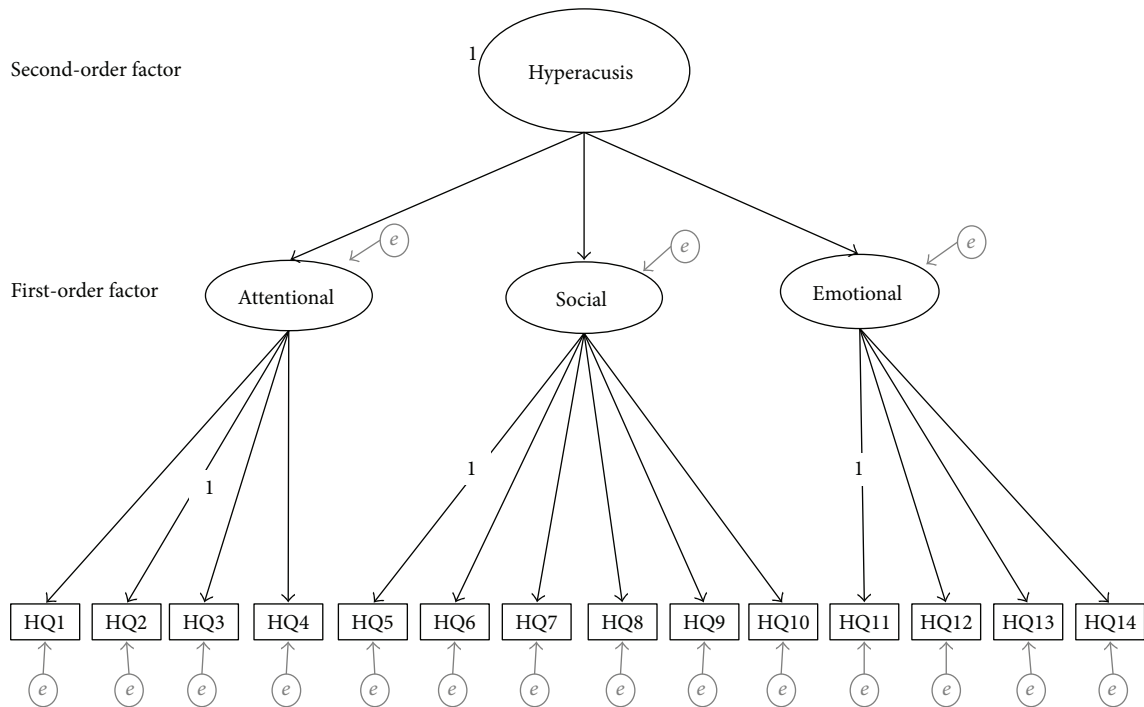 1
Second-order factor
Hyperacusis
e
e
e
First-order factor
Attentional
Social
Emotional
1
1
1
HQ1
HQ2
HQ3
HQ4
HQ5
HQ6
HQ7
HQ8
HQ9
HQ10
HQ11
HQ12
HQ13
HQ14
e
e
e
e
e
e
e
e
e
e
e
e
e
e